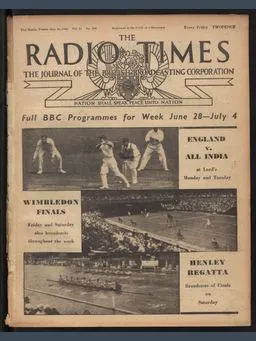 Every Friday TWOPENCE
THE
RADIO TIMES
THE JOURNAL OF THE BRITISH BROADCASTING CORPORATION
NATION SHALL SPEAK PEACE UNTO NATION
Full BBC Programmes for Week June 28—July 4
ENGLAND
v.
ALL INDIA
at Lord's
Monday and Tuesday
WIMBLEDON
FINALS
Friday and Saturday
also broadcasts
throughout the week
HENLEY
REGATTA
Broadcasts of Finals
on
Saturday